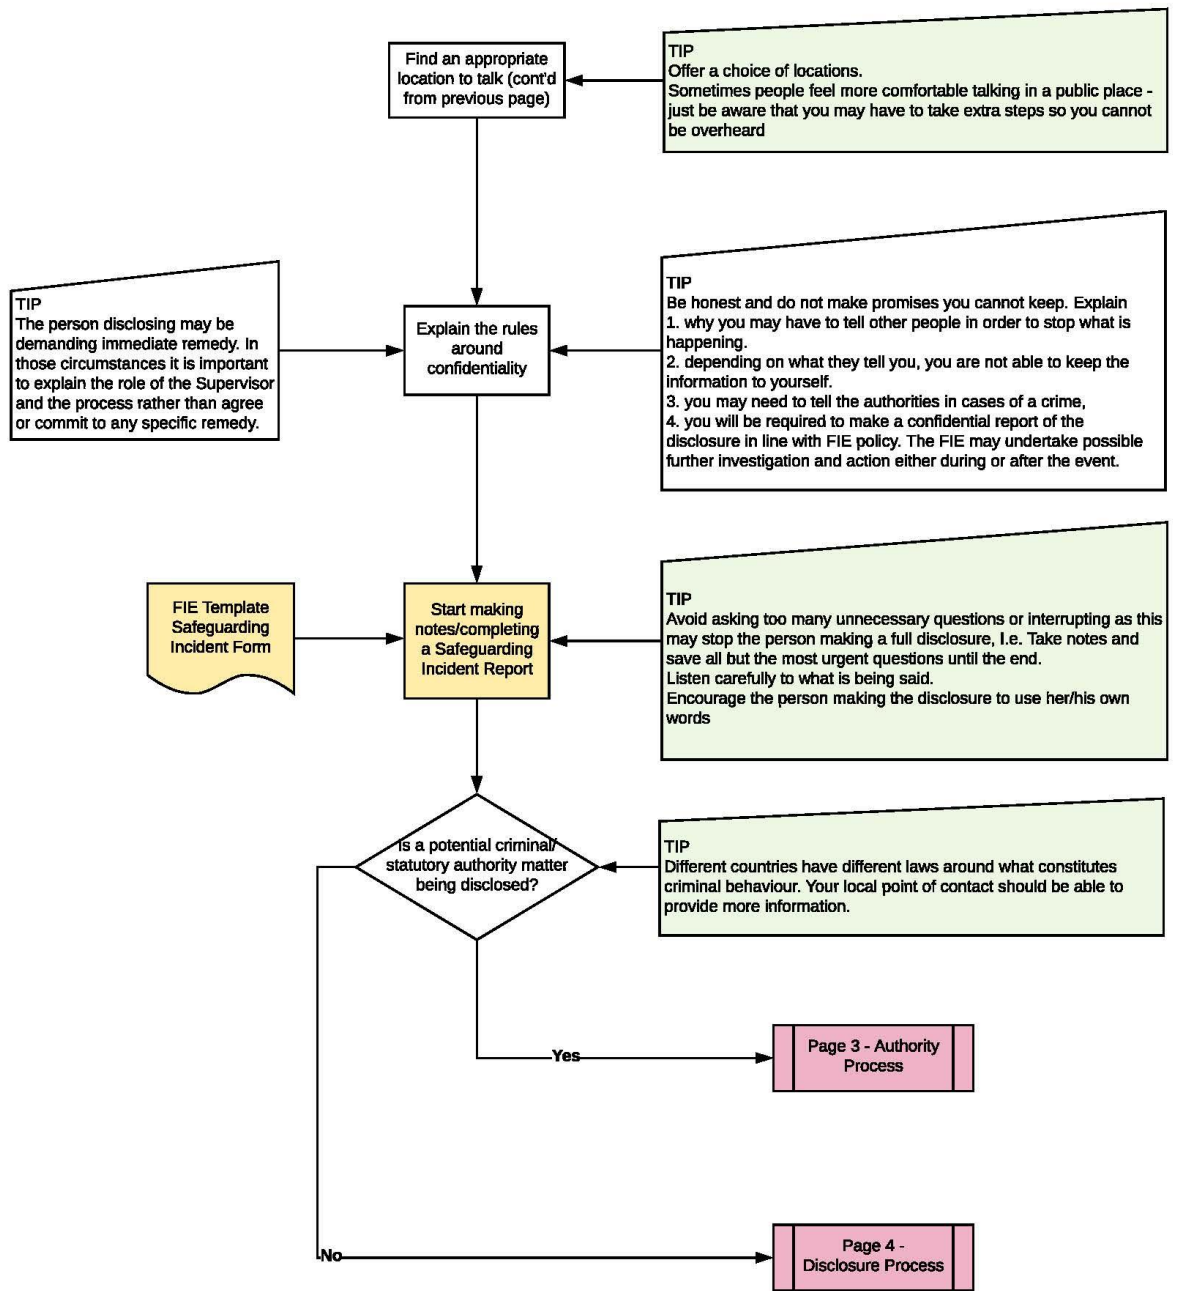 Find an appropriate
location to talk (cont'd
from previous page)
TIP
Offer a choice of locations.
Sometimes people feel more comfortable talking in a public place -
just be aware that you may have to take extra steps so you cannot
be overheard
TIP
The person disclosing may be
demanding immediate remedy. In
those circumstances it is important
to explain the role of the Supervisor
and the process rather than agree
or commit to any specific remedy.
Explain the rules
around
confidentiality
TIP
Be honest and do not make promises you cannot keep. Explain
1. why you may have to tell other people in order to stop what is
happening.
2. depending on what they tell you, you are not able to keep the
information to yourself.
3. you may need to tell the authorities in cases of a crime,
4. you will be required to make a confidential report of the
disclosure in line with FIE policy. The FIE may undertake possible
further investigation and action either during or after the event.
FIE Template
Safeguarding
Incident Form
Start making
notes/completing
a Safeguarding
Incident Report
TIP
Avoid asking too many unnecessary questions or interrupting as this
may stop the person making a full disclosure, I.e. Take notes and
save all but the most urgent questions until the end.
Listen carefully to what is being said.
Encourage the person making the disclosure to use her/his own
words
Is a potential criminal/
statutory authority matter
being disclosed?
TIP
Different countries have different laws around what constitutes
criminal behaviour. Your local point of contact should be able to
provide more information.
Yes
Page 3 - Authority
Process
No
Page 4 -
Disclosure Process